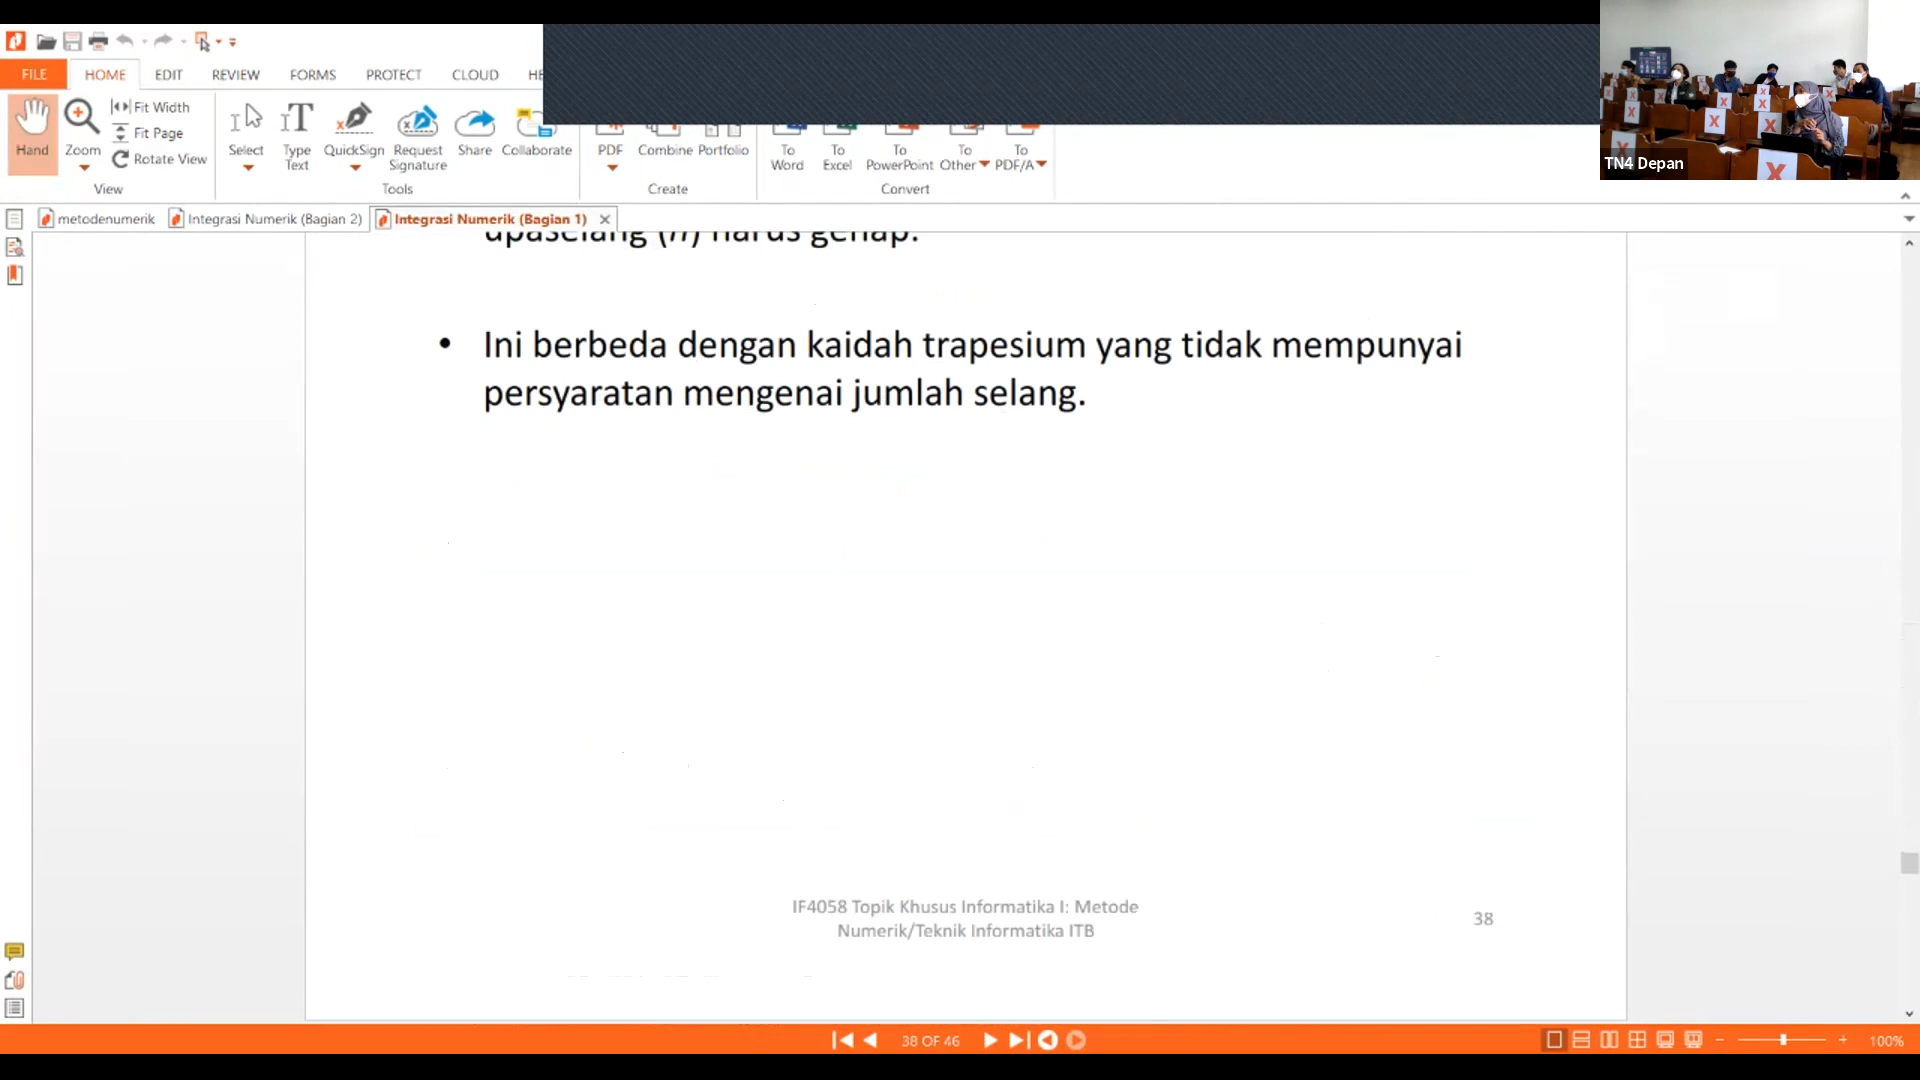 FILE
HOME
EDIT
REVIEW
FORMS
PROTECT
CLOUD
HE
Hand
Zoom
Fit Width
Fit Page
Rotate View
View
Select
Type
Text
QuickSign
Request
Signature
Share
Collaborate
Tools
PDF
Combine
Portfolio
Create
To
Word
To
Excel
To
PowerPoint
To
Other
To
PDF/A
Convert
TN4 Depan
metodenumerik
Integrasi Numerik (Bagian 2)
Integrasi Numerik (Bagian 1)
upaselang (n) harus genap.
• Ini berbeda dengan kaidah trapesium yang tidak mempunyai
persyaratan mengenai jumlah selang.
IF4058 Topik Khusus Informatika I: Metode
Numerik/Teknik Informatika ITB
38
38 OF 46
100%